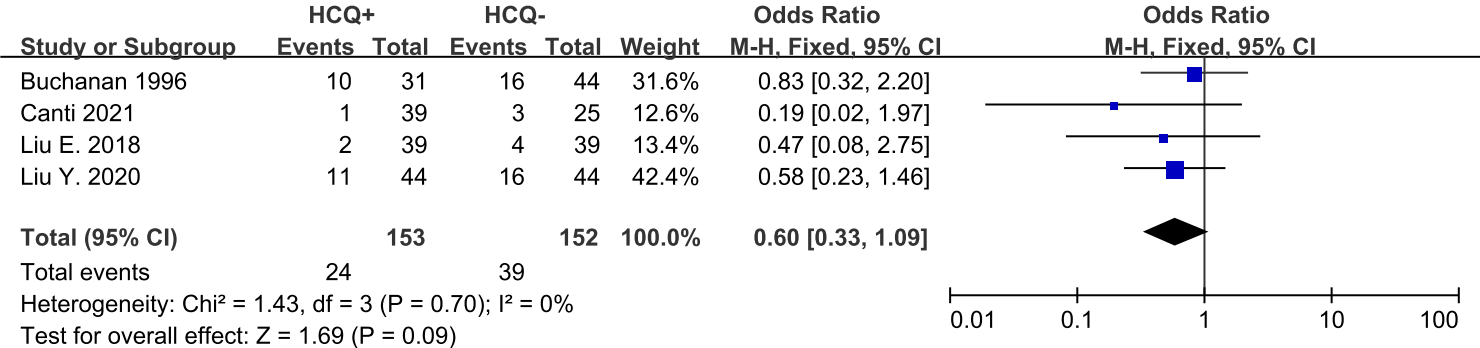 HCQ+ HCQ- Odds Ratio Odds Ratio
Study or Subgroup Events Total Events Total Weight M-H, Fixed, 95% CI M-H, Fixed, 95% CI
Buchanan 1996 10 31 16 44 31.6% 0.83 [0.32, 2.20]
Canti 2021 1 39 3 25 12.6% 0.19 [0.02, 1.97]
Liu E. 2018 2 39 4 39 13.4% 0.47 [0.08, 2.75]
Liu Y. 2020 11 44 16 44 42.4% 0.58 [0.23, 1.46]
Total (95% CI) 153 152 100.0% 0.60 [0.33, 1.09]
Total events 24 39
Heterogeneity: Chi² = 1.43, df = 3 (P = 0.70); I² = 0%
Test for overall effect: Z = 1.69 (P = 0.09)
0.01 0.1 1 10 100